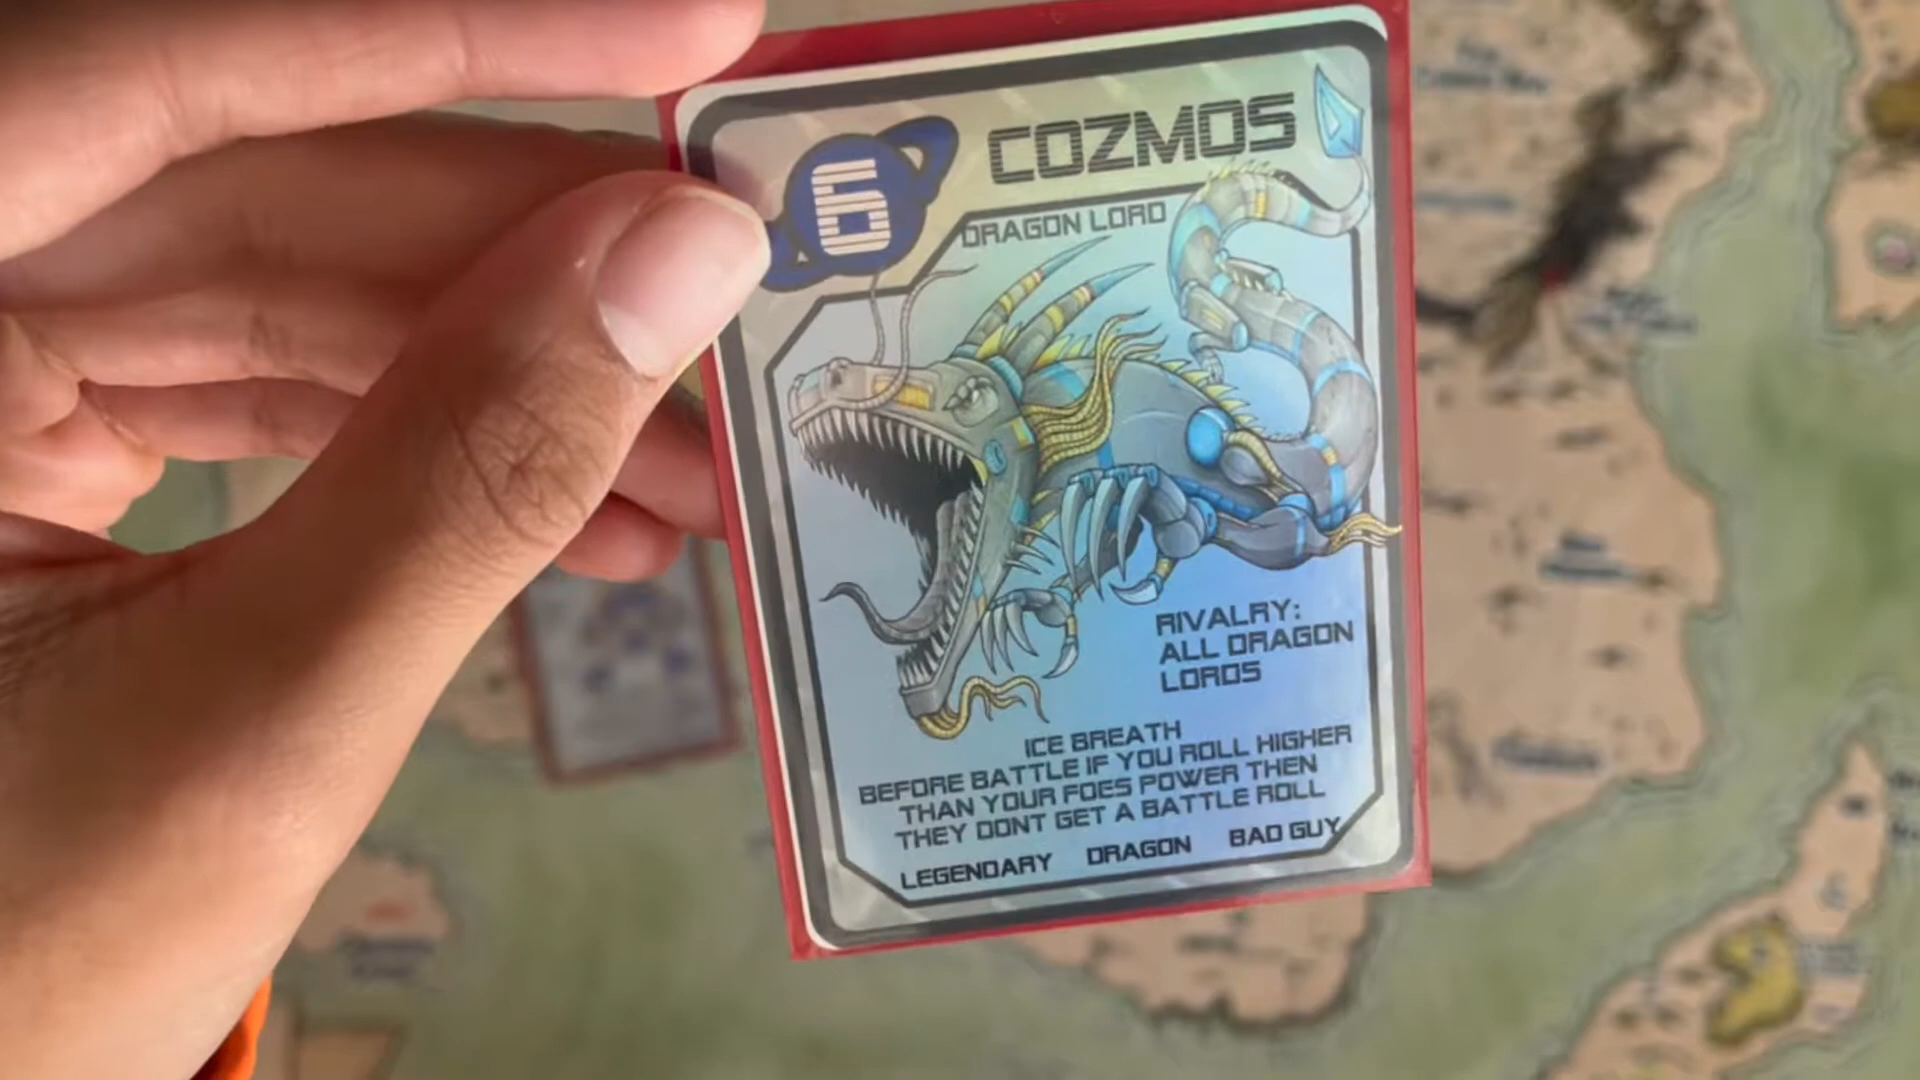 6
COZMOS
DRAGON LORD
RIVALRY:
ALL DRAGON
LORDS
ICE BREATH
BEFORE BATTLE IF YOU ROLL HIGHER
THAN YOUR FOES POWER THEN
THEY DONT GET A BATTLE ROLL
LEGENDARY DRAGON BAD GUY